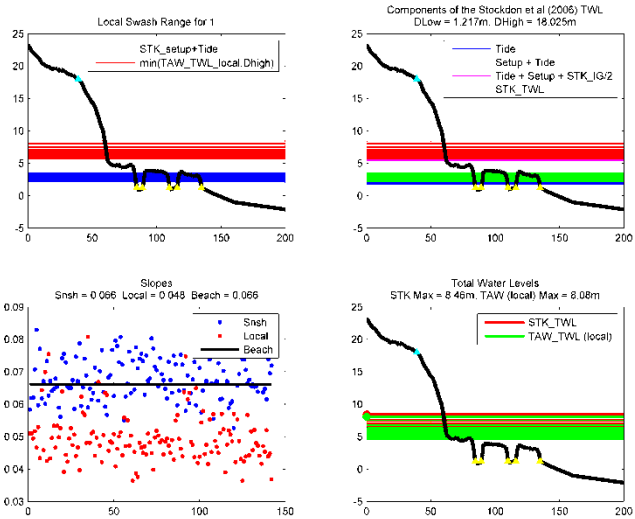 Local Swash Range for 1
STK_setup+Tide
min(TAW_TWL_local,Dhigh)
25
20
15
10
5
0
-5
0
50
100
150
200
Components of the Stockdon et al (2006) TWL
DLow = 1.217m. DHigh = 18.025m
Tide
Setup + Tide
Tide + Setup + STK_IG/2
STK_TWL
25
20
15
10
5
0
-5
0
50
100
150
200
Slopes
Snsh = 0.066 Local = 0.048 Beach = 0.066
Snsh
Local
Beach
0.09
0.08
0.07
0.06
0.05
0.04
0.03
0
50
100
150
Total Water Levels
STK Max = 8.46m. TAW (local) Max = 8.08m
STK_TWL
TAW_TWL (local)
25
20
15
10
5
0
-5
0
50
100
150
200